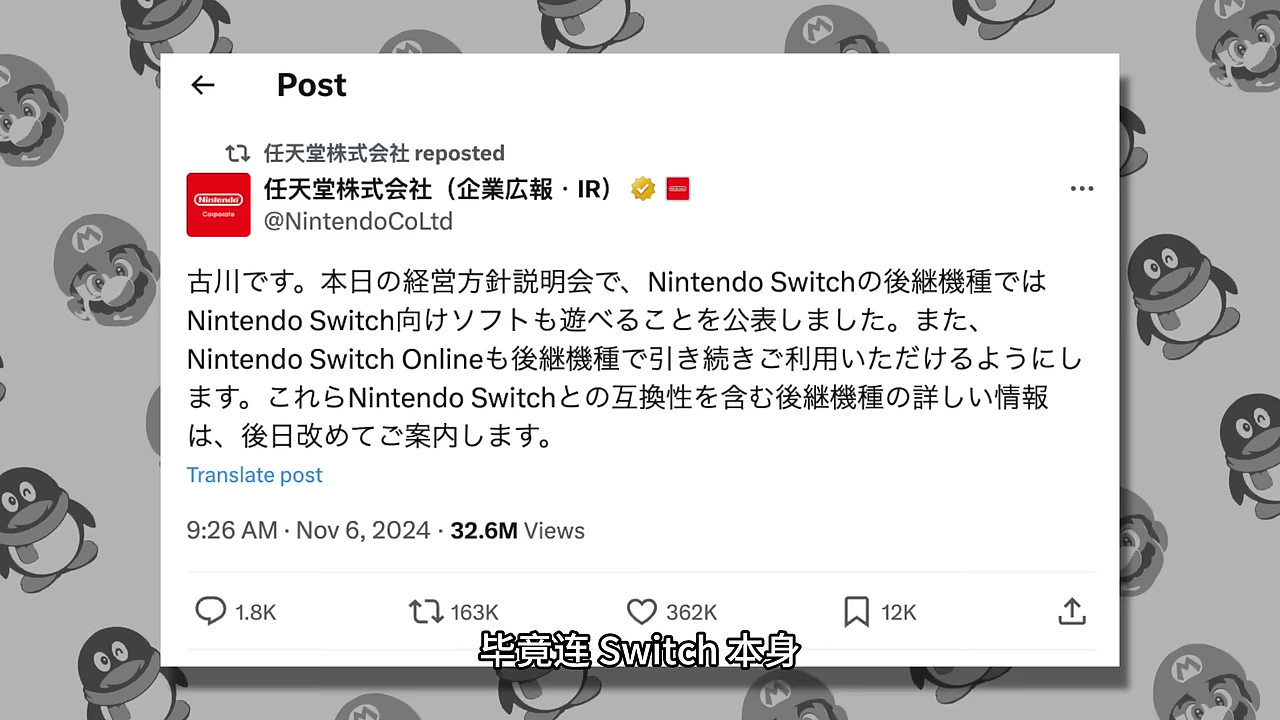 Post
任天堂株式会社 reposted
Nintendo
Corporate
任天堂株式会社（企業広報・IR）
@NintendoCoLtd
古川です。本日の経営方針説明会で、Nintendo Switchの後継機種では
Nintendo Switch向けソフトも遊べることを公表しました。また、
Nintendo Switch Onlineも後継機種で引き続きご利用いただけるようにし
ます。これらNintendo Switchとの互換性を含む後継機種の詳しい情報
は、後日改めてご案内します。
Translate post
9:26 AM · Nov 6, 2024 · 32.6M Views
1.8K 163K 362K 12K
毕竟连 Switch 本身